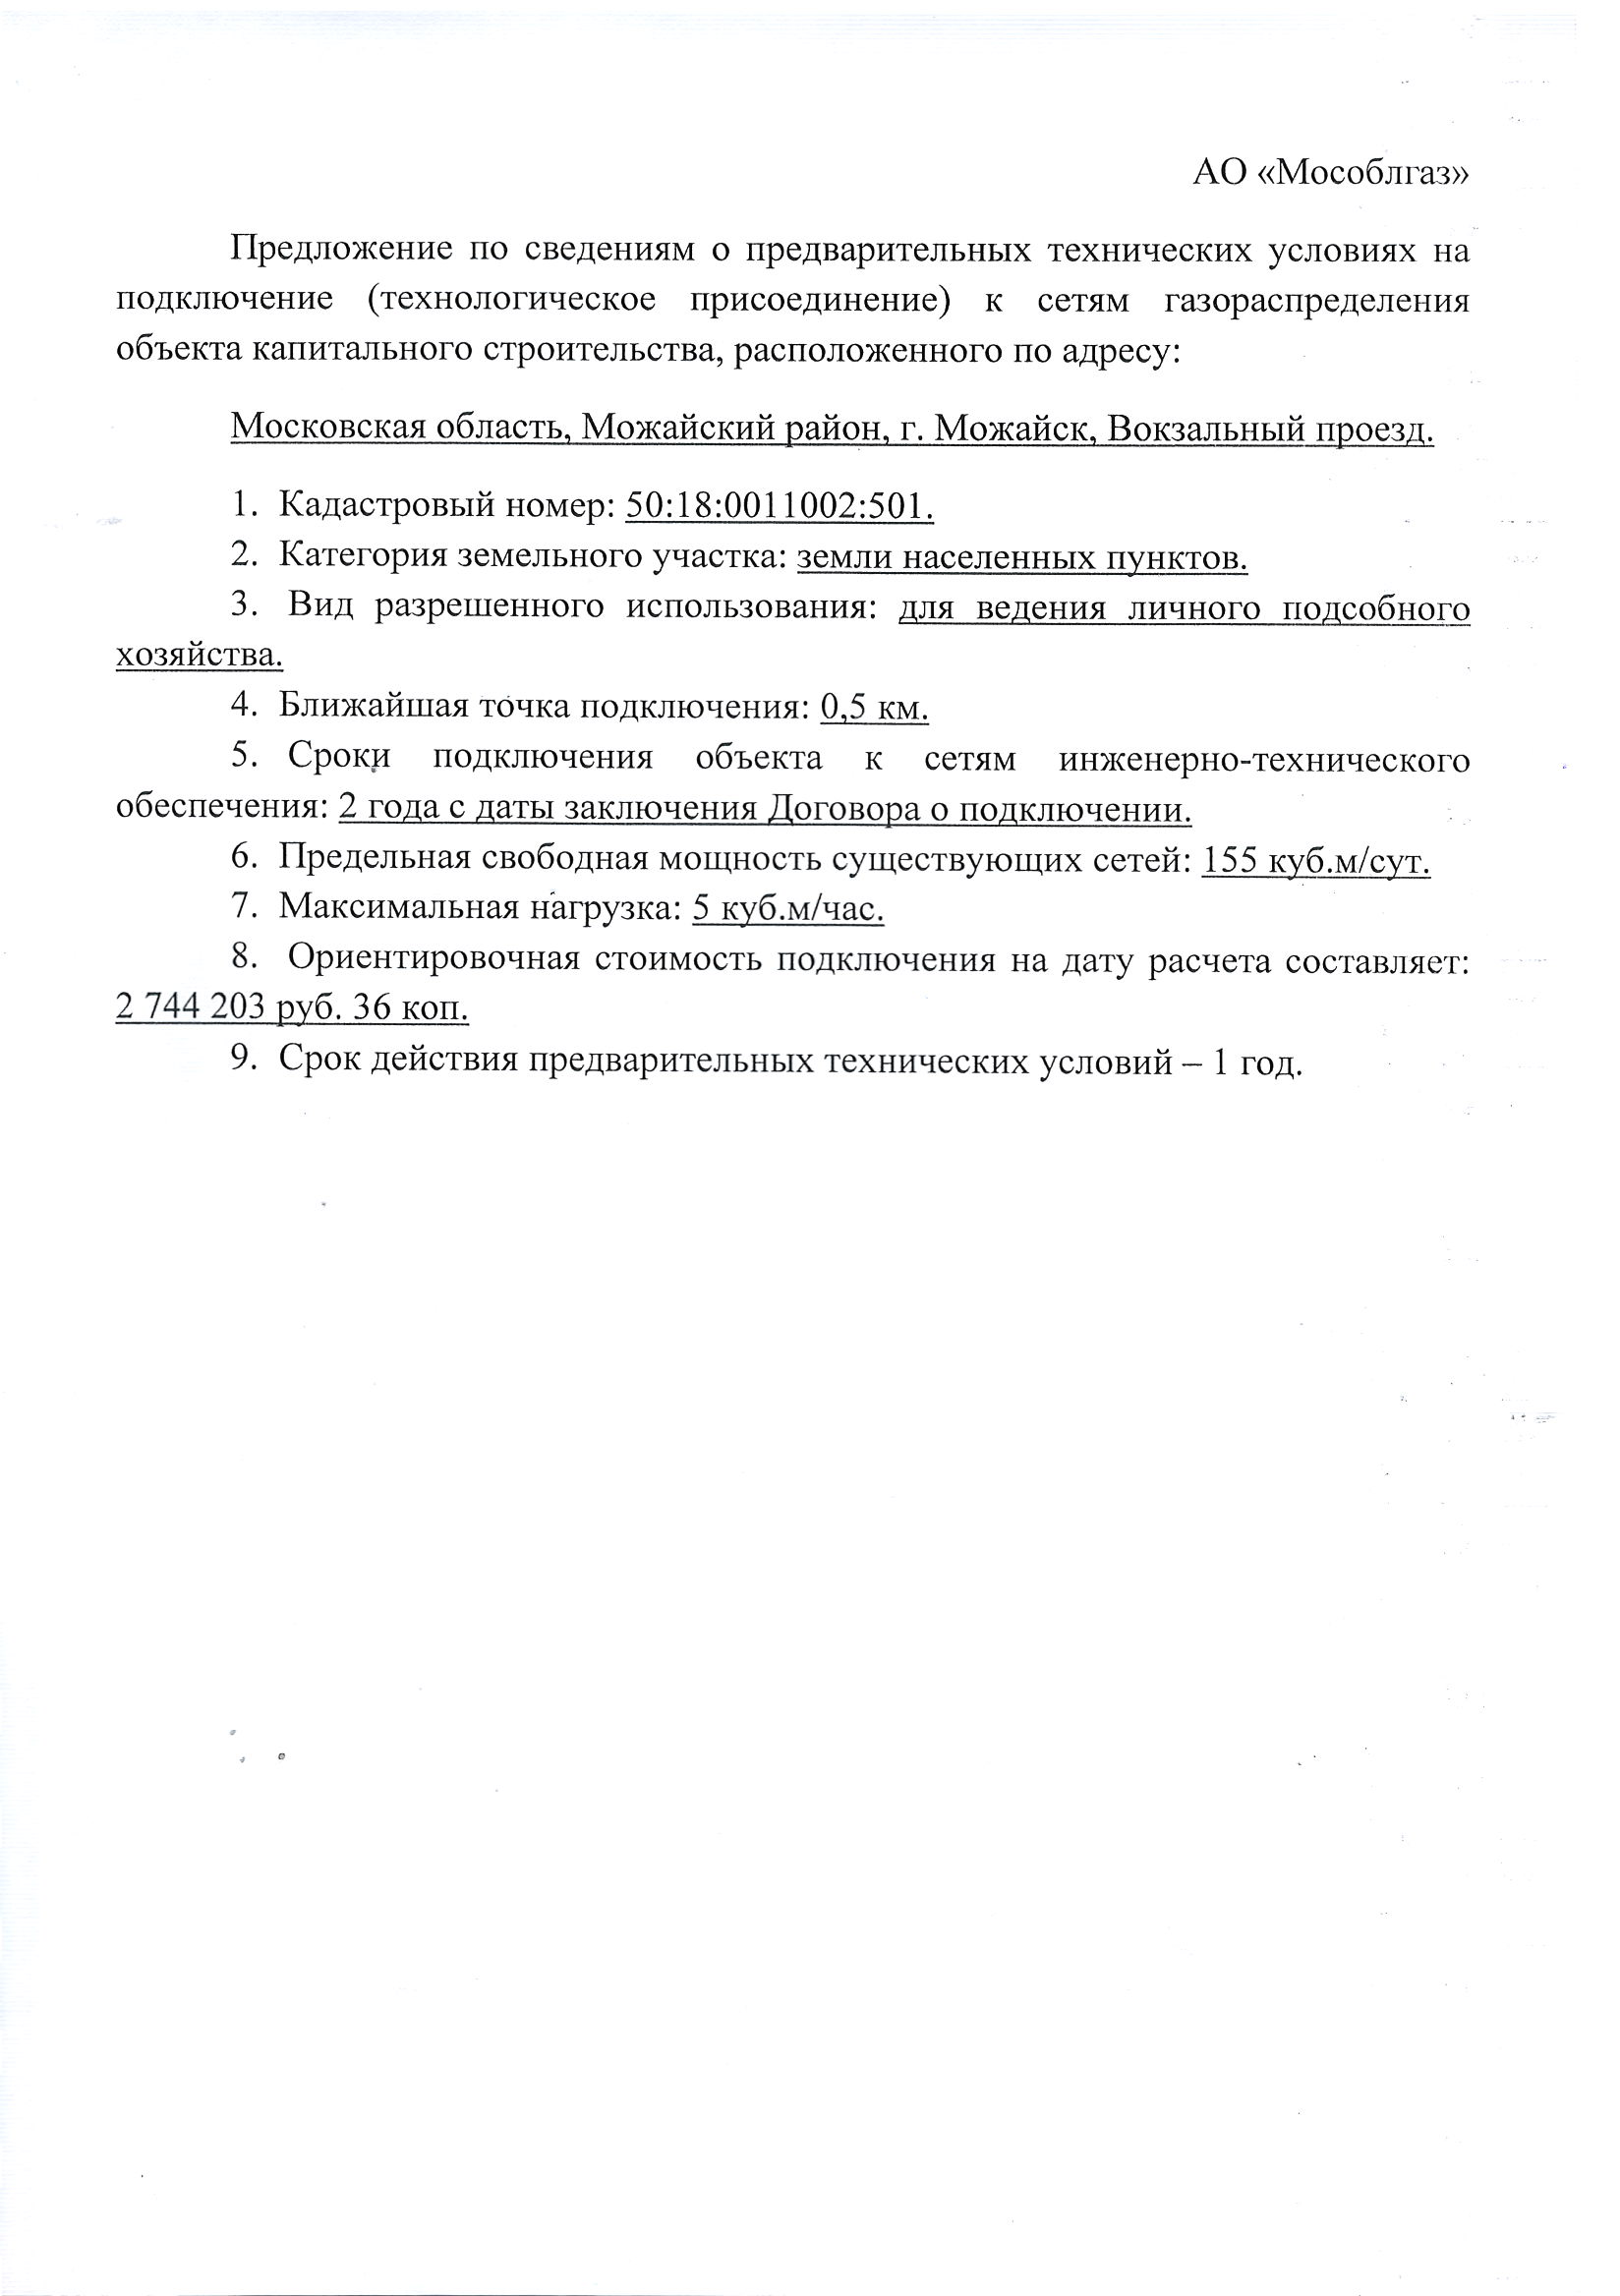 АО «Мособлгаз»
Предложение по сведениям о предварительных технических условиях на
подключение (технологическое присоединение) к сетям газораспределения
объекта капитального строительства, расположенного по адресу:
Московская область, Можайский район, г. Можайск, Вокзальный проезд.
1. Кадастровый номер: 50:18:0011002:501.
2. Категория земельного участка: земли населенных пунктов.
3. Вид разрешенного использования: для ведения личного подсобного
хозяйства.
4. Ближайшая точка подключения: 0,5 км.
5. Сроки подключения объекта к сетям инженерно-технического
обеспечения: 2 года с даты заключения Договора о подключении.
6. Предельная свободная мощность существующих сетей: 155 куб.м/сут.
7. Максимальная нагрузка: 5 куб.м/час.
8. Ориентировочная стоимость подключения на дату расчета составляет:
2 744 203 руб. 36 коп.
9. Срок действия предварительных технических условий – 1 год.